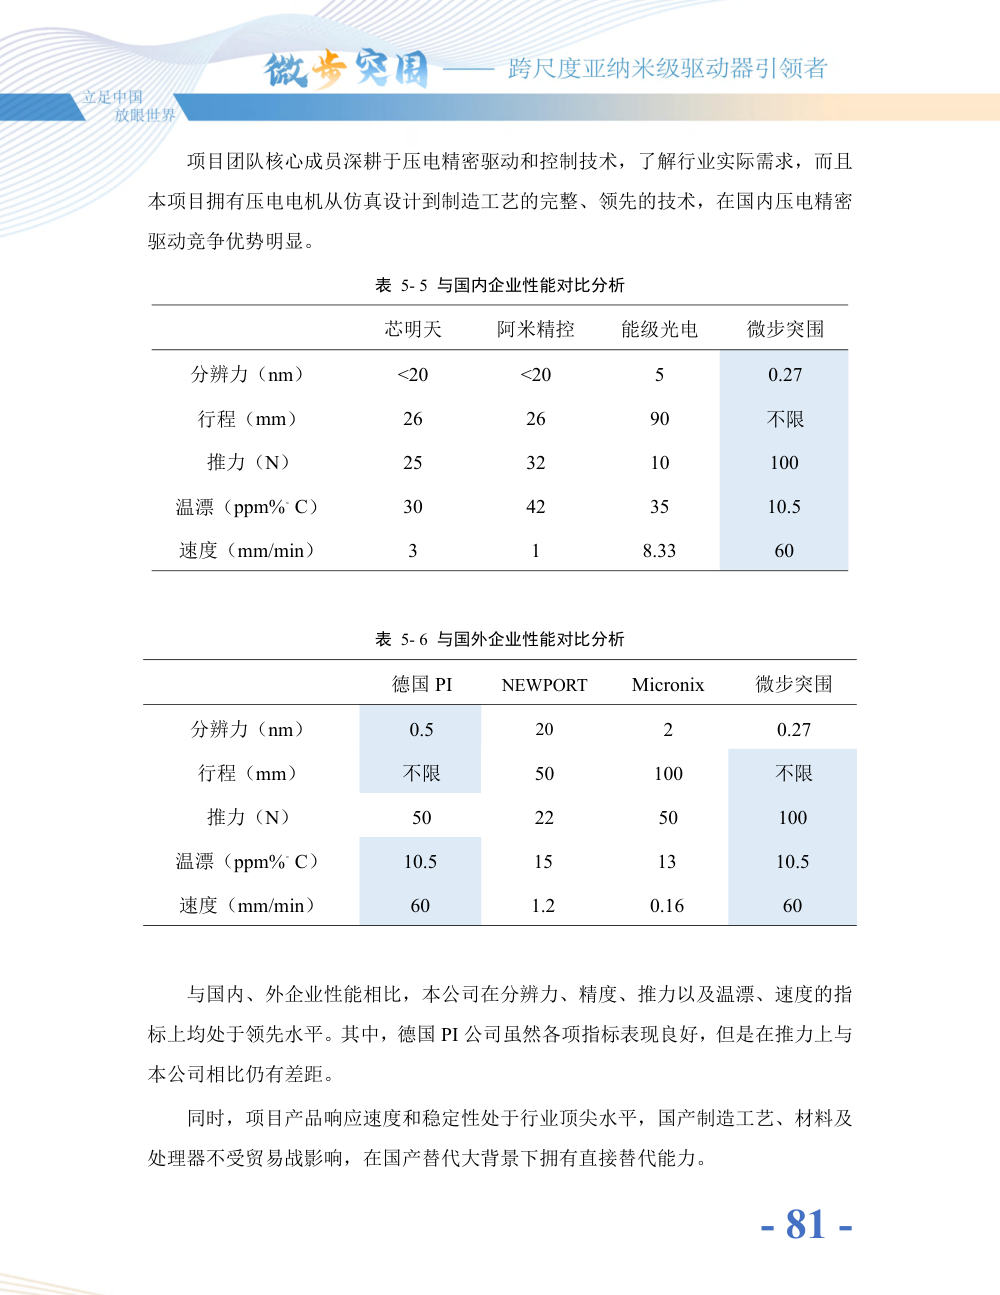 微步突围 —— 跨尺度亚纳米级驱动器引领者
立足中国
放眼世界
项目团队核心成员深耕于压电精密驱动和控制技术，了解行业实际需求，而且
本项目拥有压电电机从仿真设计到制造工艺的完整、领先的技术，在国内压电精密
驱动竞争优势明显。
表 5- 5 与国内企业性能对比分析
芯明天 阿米精控 能级光电 微步突围
分辨力（nm） <20 <20 5 0.27
行程（mm） 26 26 90 不限
推力（N） 25 32 10 100
温漂（ppm%◦ C） 30 42 35 10.5
速度（mm/min） 3 1 8.33 60
表 5- 6 与国外企业性能对比分析
德国 PI NEWPORT Micronix 微步突围
分辨力（nm） 0.5 20 2 0.27
行程（mm） 不限 50 100 不限
推力（N） 50 22 50 100
温漂（ppm%◦ C） 10.5 15 13 10.5
速度（mm/min） 60 1.2 0.16 60
与国内、外企业性能相比，本公司在分辨力、精度、推力以及温漂、速度的指
标上均处于领先水平。其中，德国 PI 公司虽然各项指标表现良好，但是在推力上与
本公司相比仍有差距。
同时，项目产品响应速度和稳定性处于行业顶尖水平，国产制造工艺、材料及
处理器不受贸易战影响，在国产替代大背景下拥有直接替代能力。
- 81 -